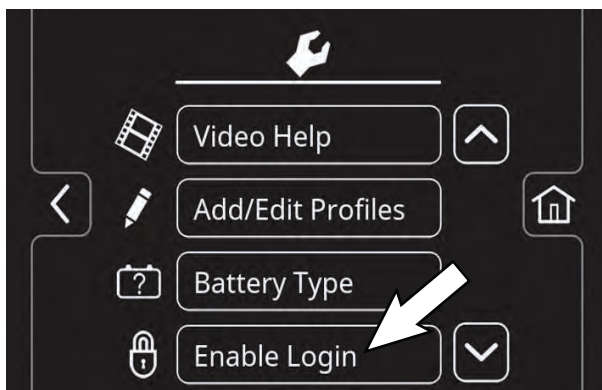 Video Help
Add/Edit Profiles
?
Battery Type
Enable Login